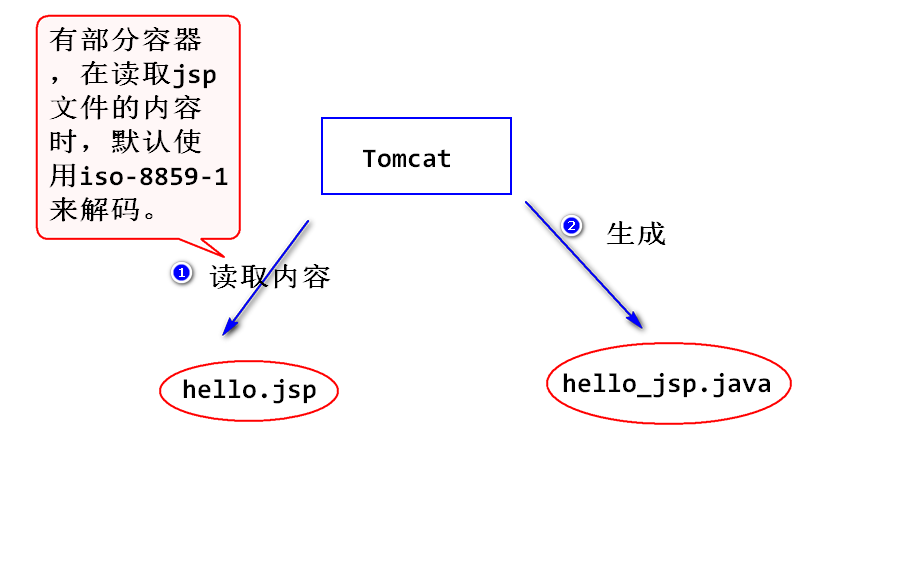 有部分容器
，在读取jsp
文件的内容
时，默认使
用iso-8859-1
来解码。
Tomcat
❶ 读取内容
❷ 生成
hello.jsp
hello_jsp.java